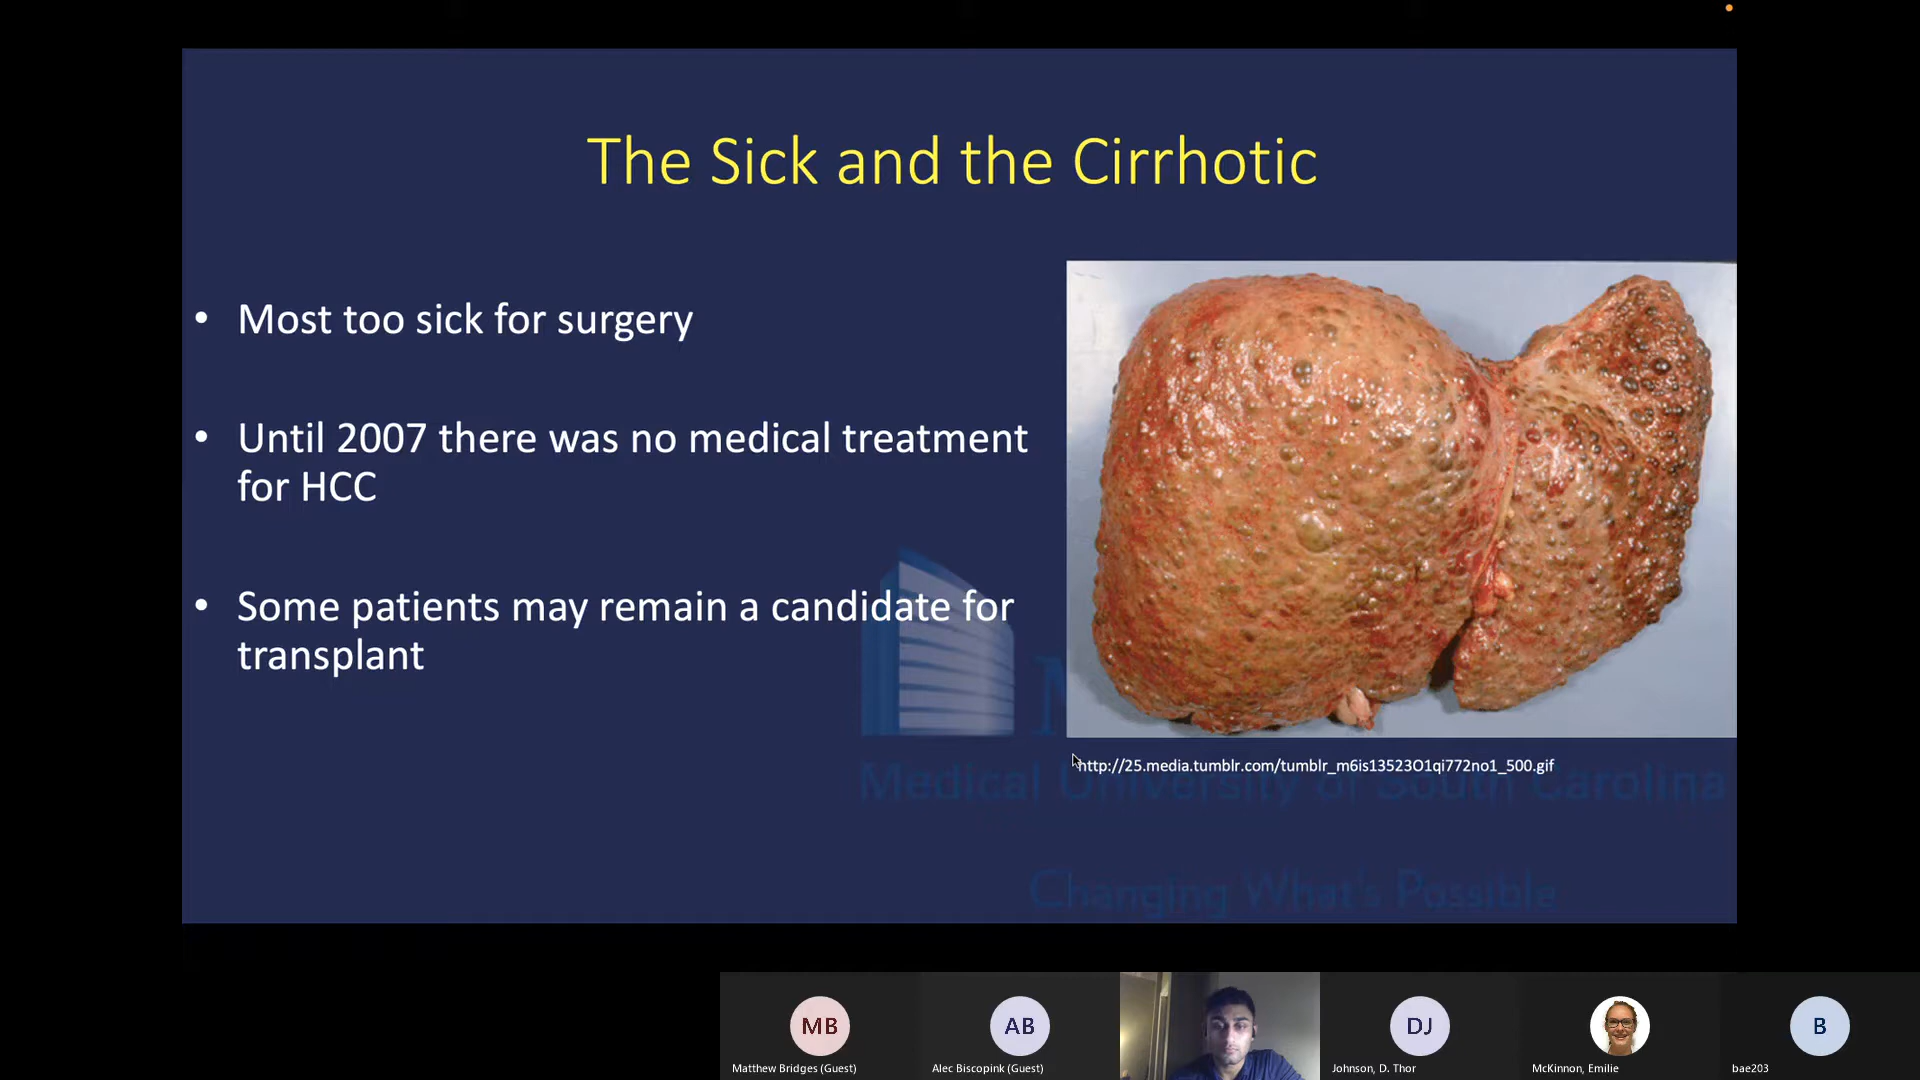 The Sick and the Cirrhotic
• Most too sick for surgery
• Until 2007 there was no medical treatment
for HCC
• Some patients may remain a candidate for
transplant
http://25.media.tumblr.com/tumblr_m6is13523O1qi772no1_500.gif
Medical University of South Carolina
Changing What's Possible
MB
AB
DJ
B
Matthew Bridges (Guest)
Alec Biscopink (Guest)
Johnson, D. Thor
McKinnon, Emilie
bae203